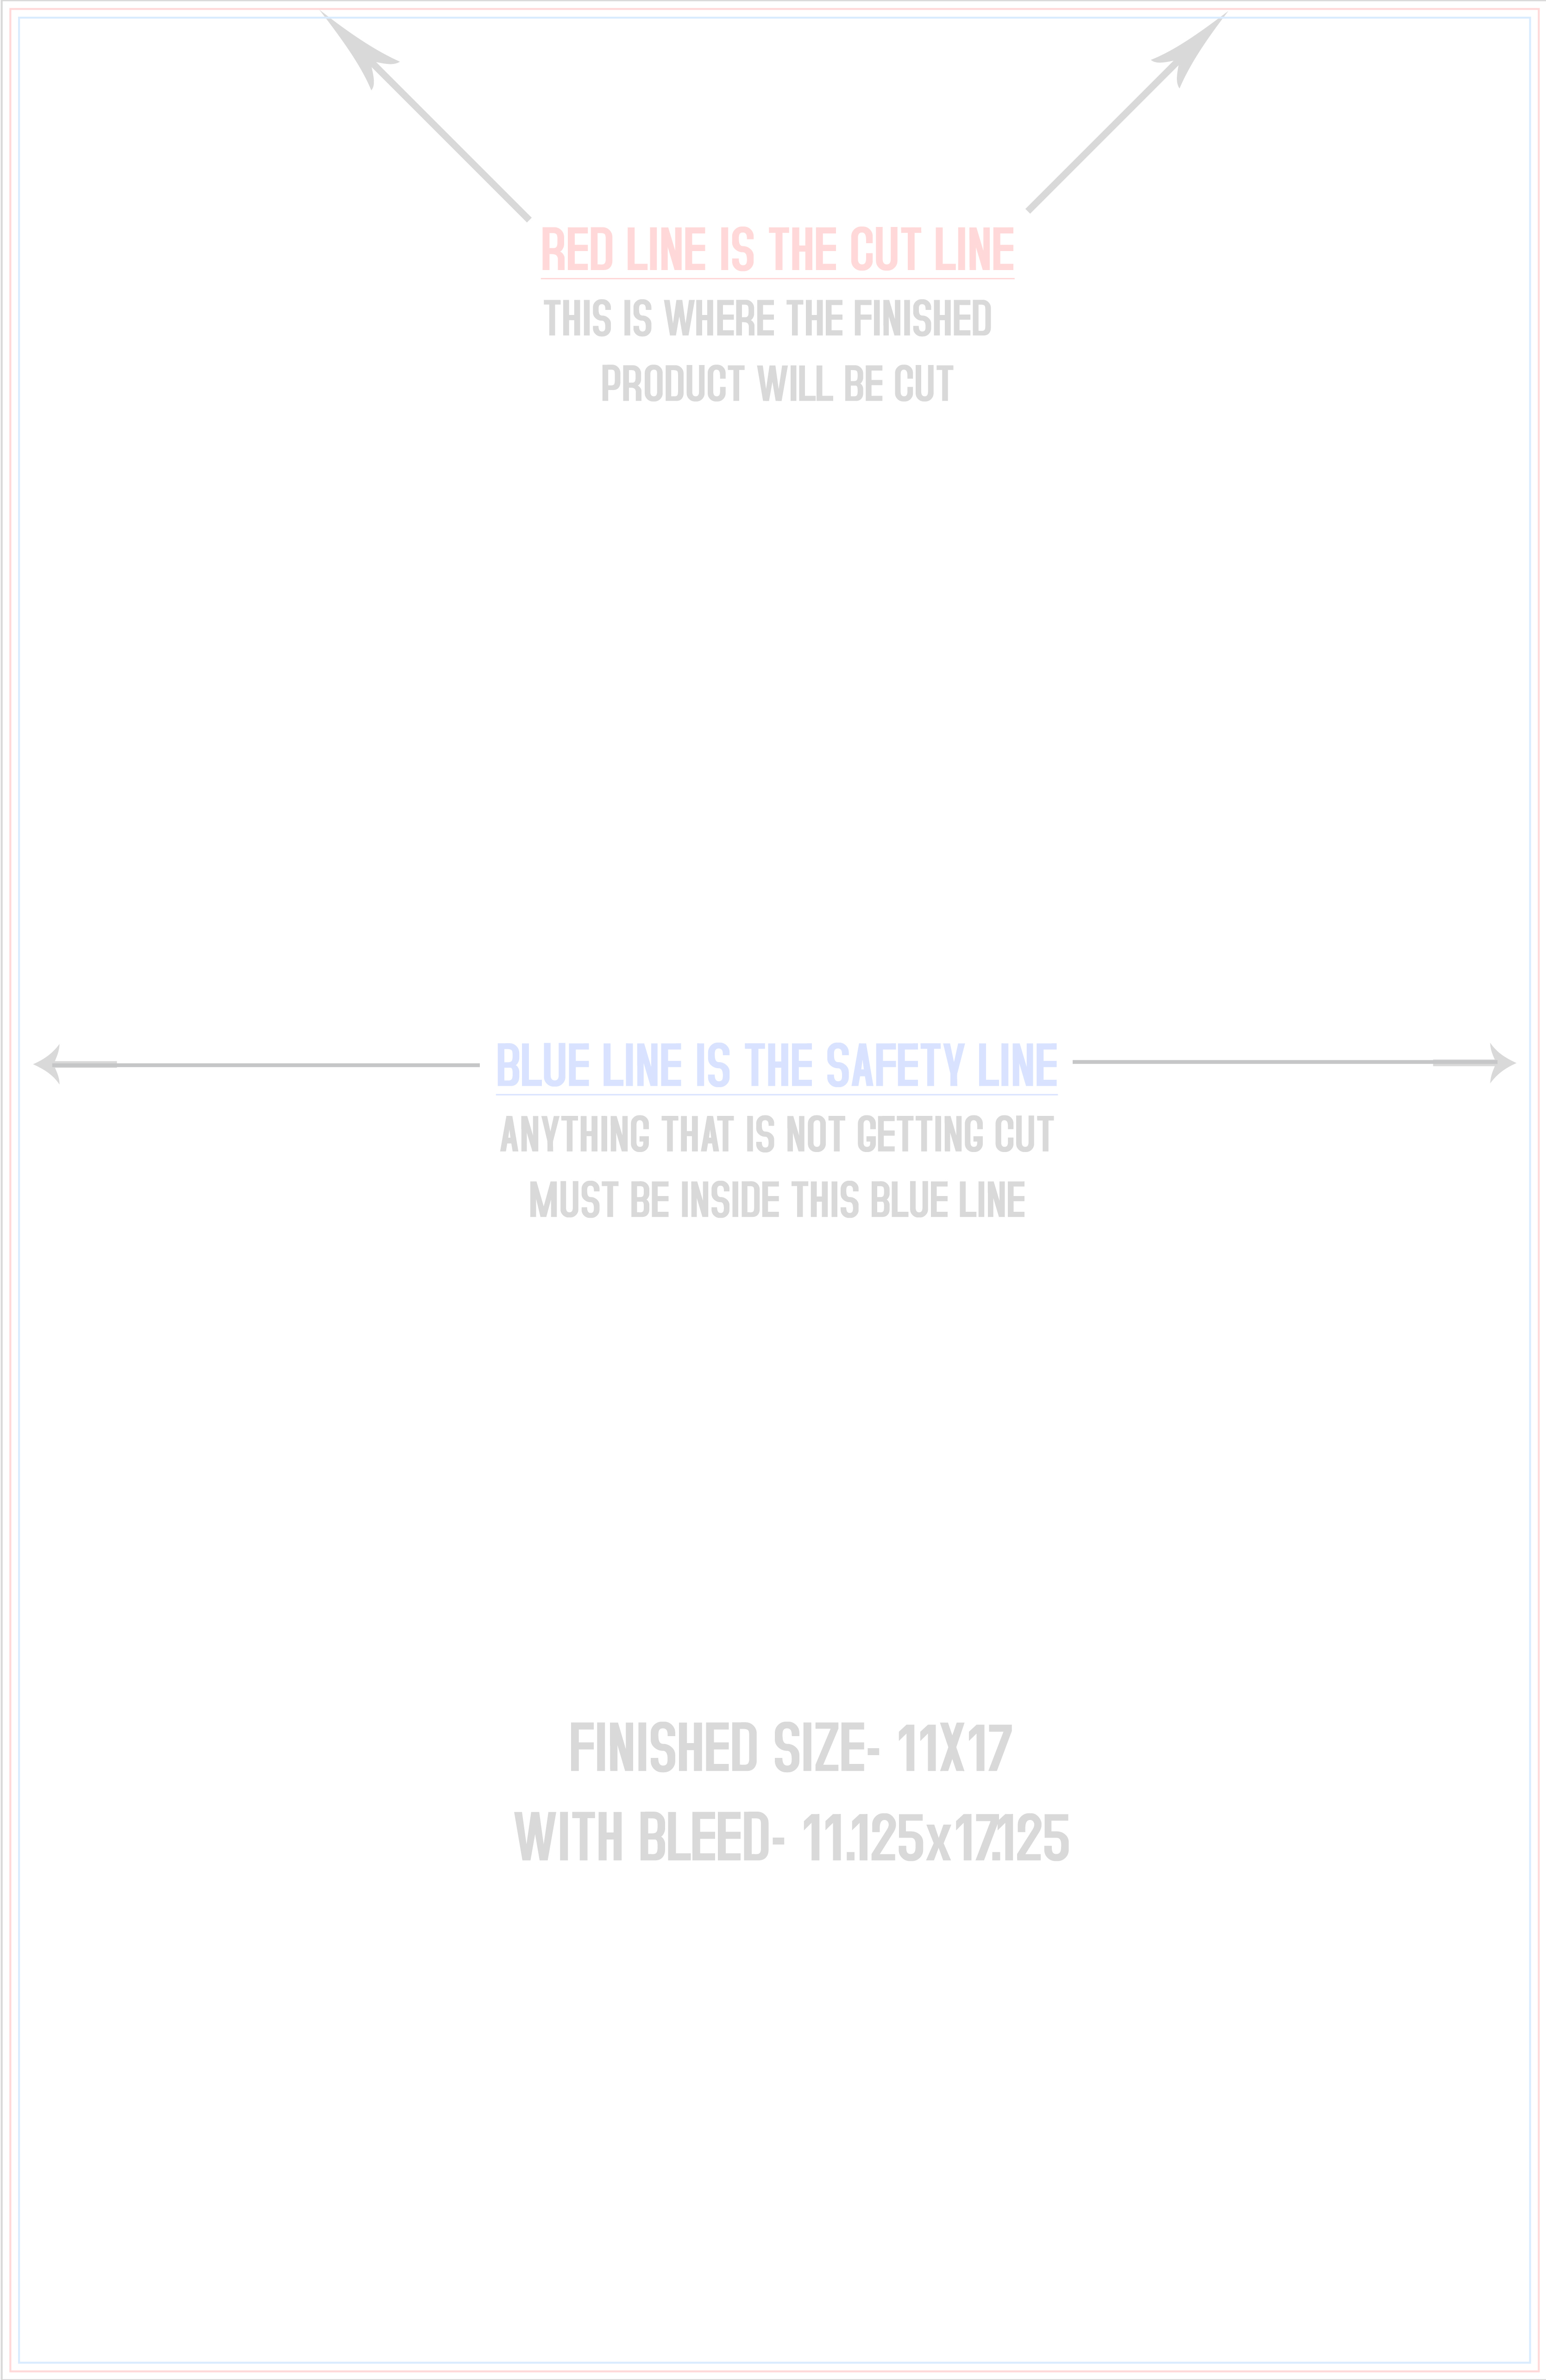 RED LINE IS THE CUT LINE
THIS IS WHERE THE FINISHED
PRODUCT WILL BE CUT
BLUE LINE IS THE SAFETY LINE
ANYTHING THAT IS NOT GETTING CUT
MUST BE INSIDE THIS BLUE LINE
FINISHED SIZE- 11X17
WITH BLEED- 11.125x17.125